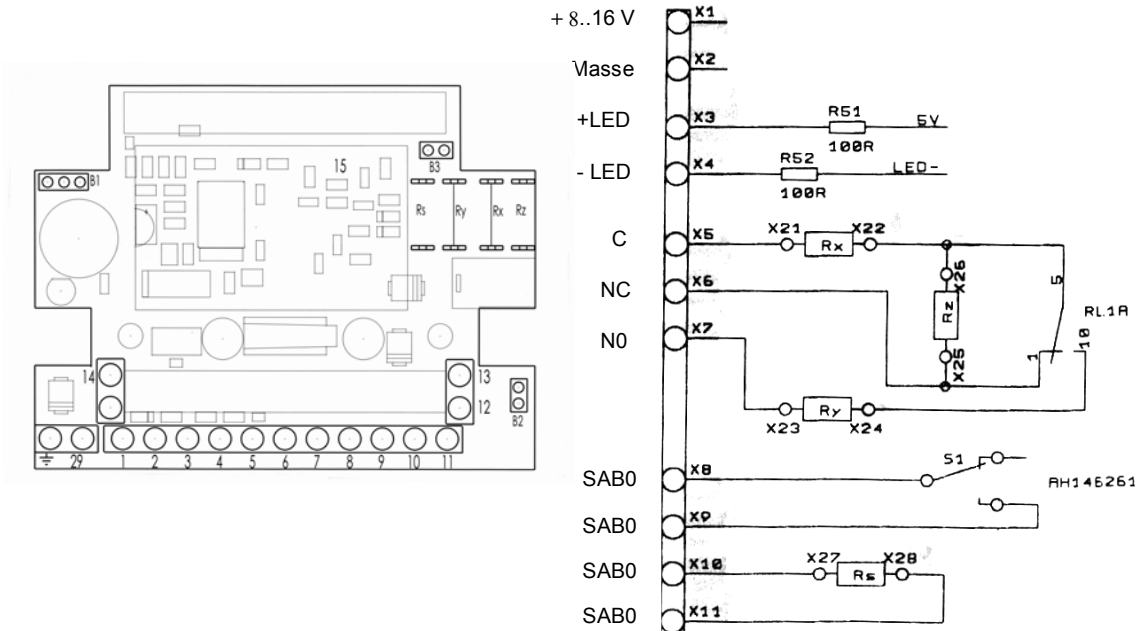 B1
B3
15
Rs Ry Rx Rz
14
13
12
B2
29 1 2 3 4 5 6 7 8 9 10 11
+ 8..16 V X1
Masse X2
+LED X3 R51 5V
100R
- LED X4 R52 LED-
100R
C X5 X21 Rx X22
NC X6
X26
Rz
X25
5
RL1A
1
10
N0 X7
Ry
X23 X24
SAB0 X8 S1
RH146261
SAB0 X9
SAB0 X10 X27 Rs X28
SAB0 X11